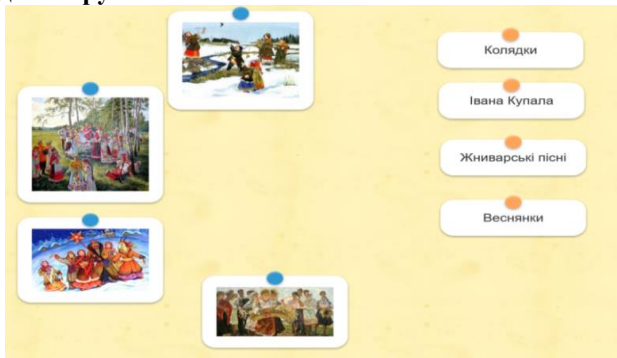 Колядки
Івана Купала
Жниварські пісні
Веснянки